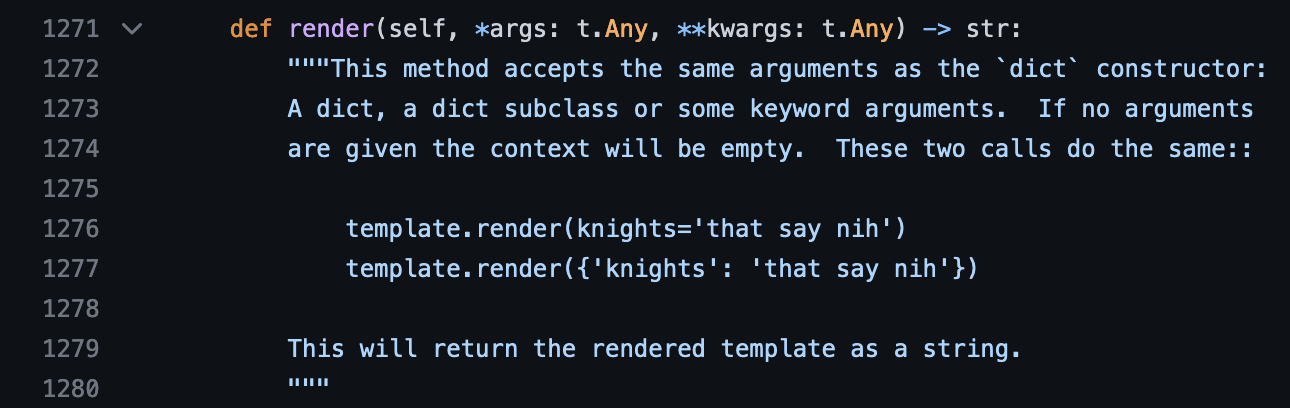 1271 def render(self, *args: t.Any, **kwargs: t.Any) -> str:
1272 """This method accepts the same arguments as the `dict` constructor:
1273 A dict, a dict subclass or some keyword arguments.  If no arguments
1274 are given the context will be empty.  These two calls do the same::
1275
1276 template.render(knights='that say nih')
1277 template.render({'knights': 'that say nih'})
1278
1279 This will return the rendered template as a string.
1280 """